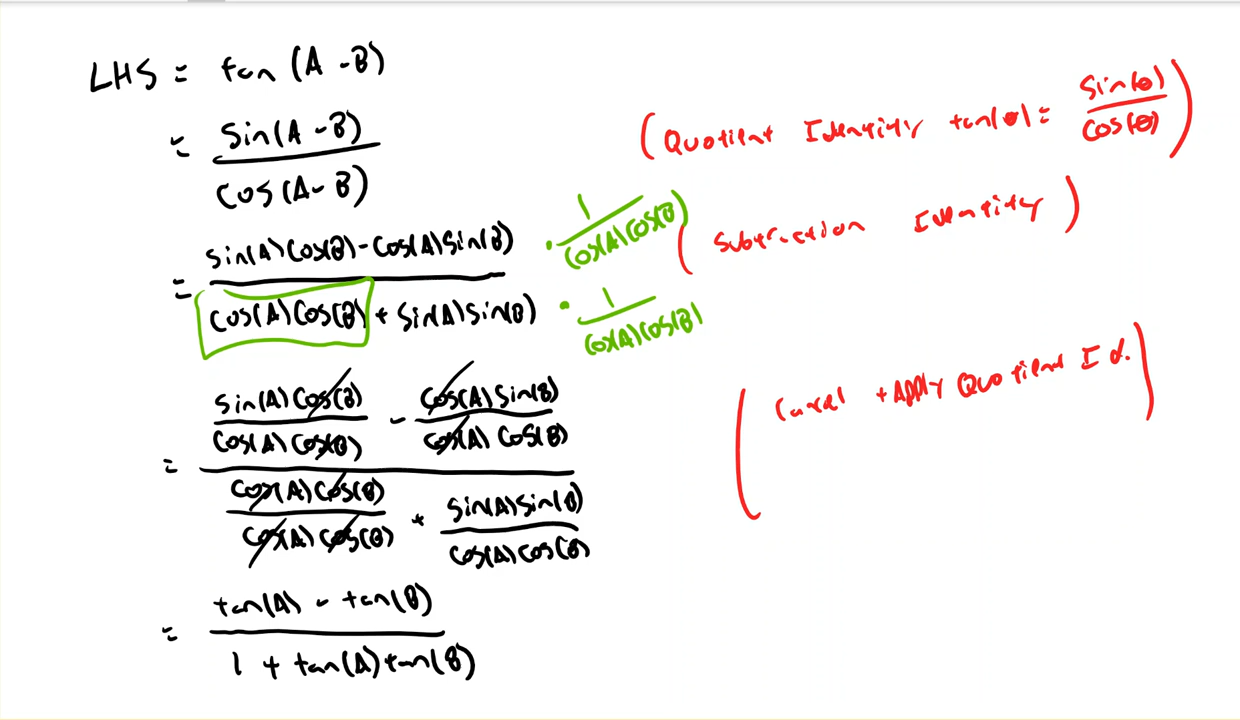 LHS = tan (A - B)
= sin(A - B) / cos(A - B) (Quotient Identity tan(θ) = sin(θ) / cos(θ))
= sin(A)cos(B) - cos(A)sin(B) / cos(A)cos(B) + sin(A)sin(B) · 1 / cos(A)cos(B) · 1 / cos(A)cos(B) (Subtraction Identity)
= sin(A)cos(B) / cos(A)cos(B) - cos(A)sin(B) / cos(A)cos(B) / cos(A)cos(B) / cos(A)cos(B) + sin(A)sin(B) / cos(A)cos(B) (Cancel + Apply Quotient Id.)
= tan(A) - tan(B) / 1 + tan(A)tan(B)